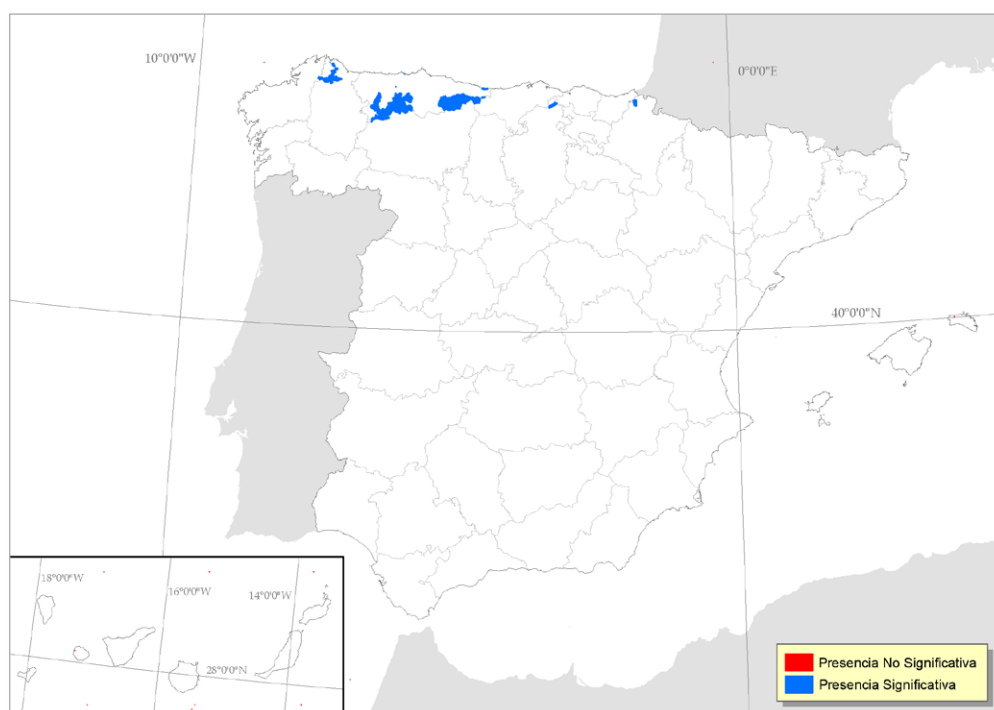 10°0'0"W
0°0'0"E
40°0'0"N
18°0'0"W
16°0'0"W
14°0'0"W
28°0'0"N
Presencia No Significativa
Presencia Significativa